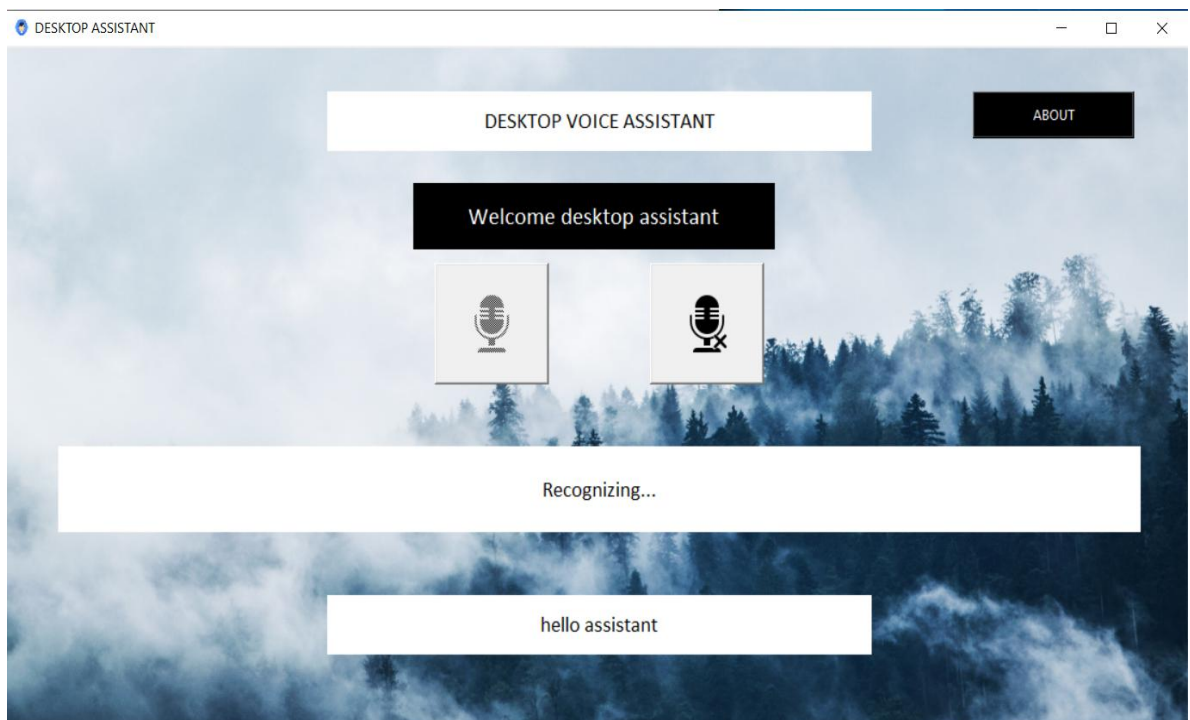 DESKTOP ASSISTANT
DESKTOP VOICE ASSISTANT
ABOUT
Welcome desktop assistant
Recognizing...
hello assistant